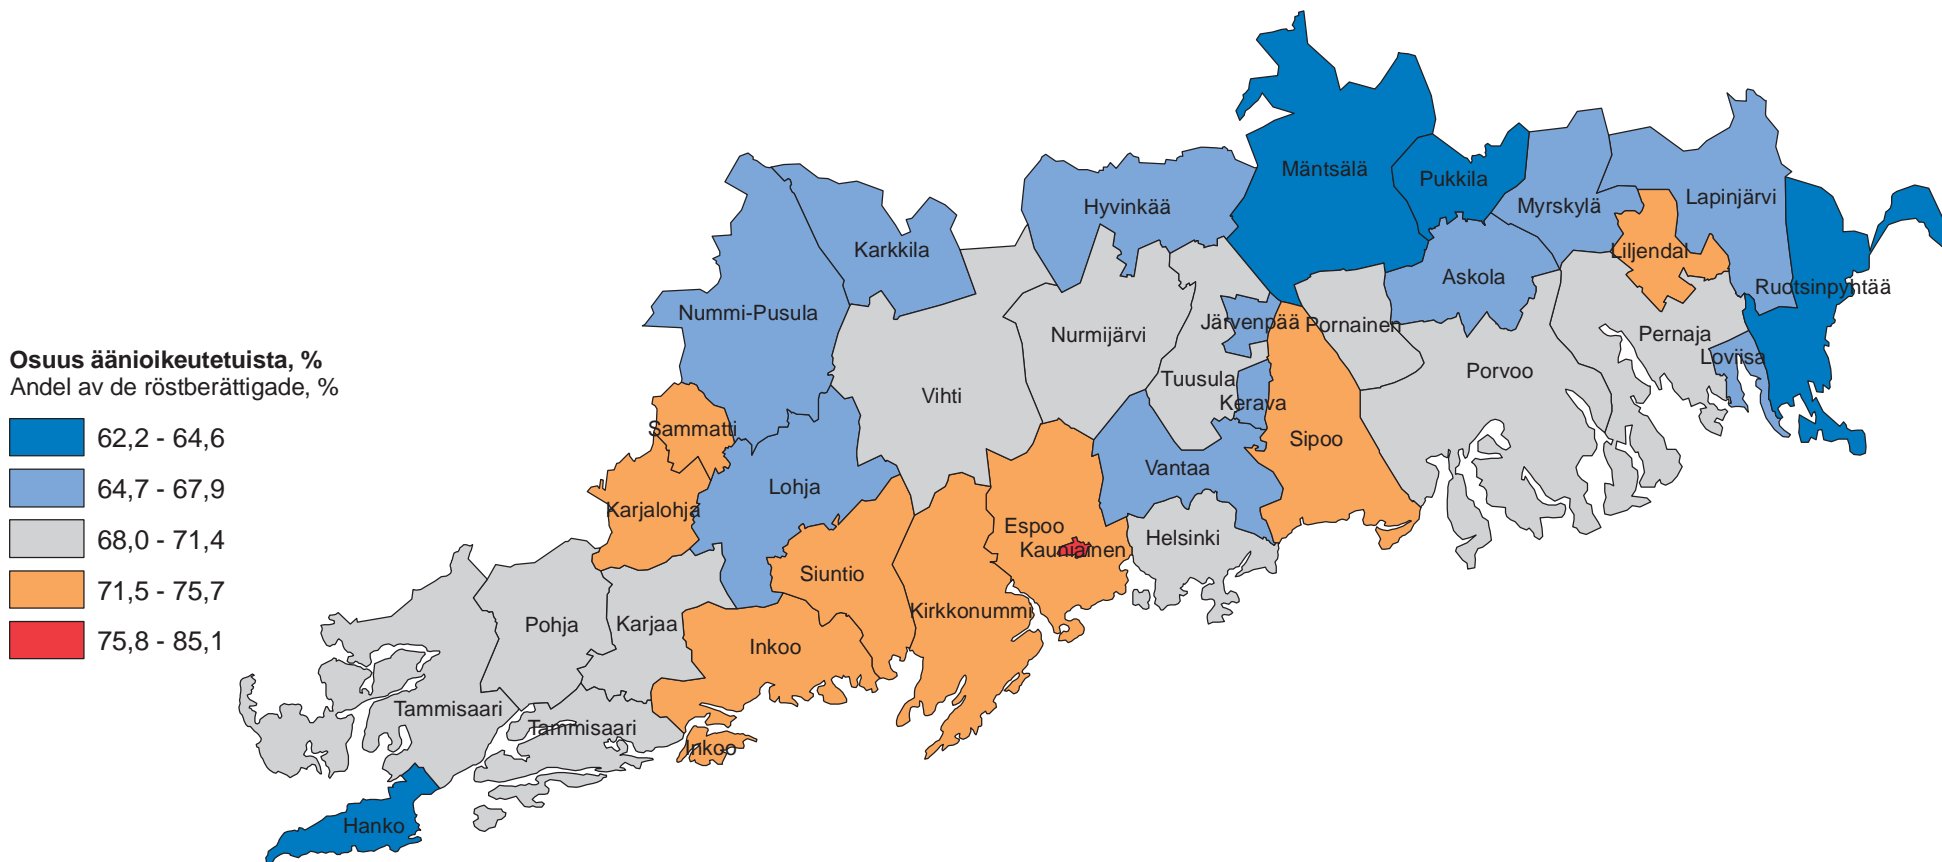 Osuus äänioikeutetuista, %
Andel av de röstberättigade, %
62,2 - 64,6
64,7 - 67,9
68,0 - 71,4
71,5 - 75,7
75,8 - 85,1
Mäntsälä
Pukkila
Myrskylä
Lapinjärvi
Hyvinkää
Karkkila
Liljendal
Askola
Ruotsinpyhtää
Nummi-Pusula
Nurmijärvi
Järvenpää
Pornainen
Pernaja
Loviisa
Tuusula
Porvoo
Vihti
Kerava
Sammatti
Sipoo
Vantaa
Lohja
Karjalohja
Espoo
Helsinki
Kauniainen
Siuntio
Kirkkonummi
Pohja
Karjaa
Inkoo
Tammisaari
Tammisaari
Inkoo
Hanko